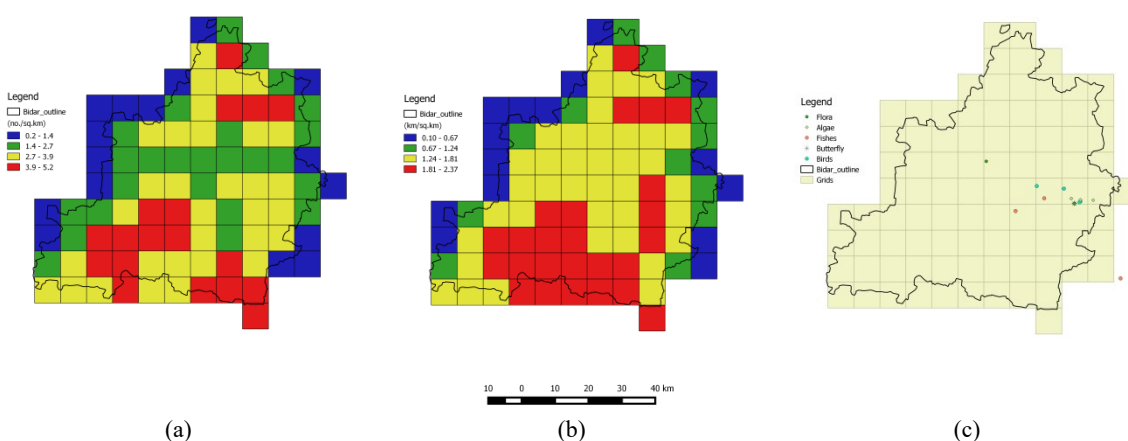 Legend
Bidar_outline
(no./sq.km)
0.2 - 1.4
1.4 - 2.7
2.7 - 3.9
3.9 - 5.2
Legend
Bidar_outline
(km/sq.km)
0.10 - 0.67
0.67 - 1.24
1.24 - 1.81
1.81 - 2.37
Legend
Flora
Algae
Fishes
Butterfly
Birds
Bidar_outline
Grids
10 0 10 20 30 40 km
(a) (b) (c)